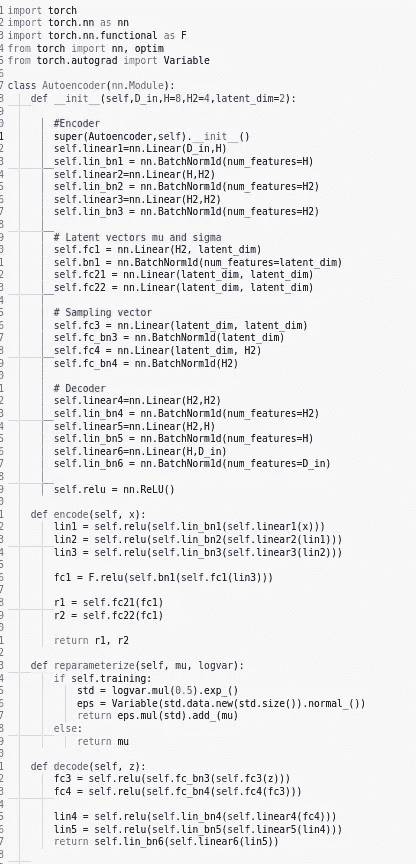 1 import torch
2 import torch.nn as nn
3 import torch.nn.functional as F
4 from torch import nn, optim
5 from torch.autograd import Variable
6
7 class Autoencoder(nn.Module):
8     def __init__(self,D_in,H=8,H2=4,latent_dim=2):
9
0         #Encoder
1         super(Autoencoder,self).__init__()
2         self.linear1=nn.Linear(D_in,H)
3         self.lin_bn1 = nn.BatchNorm1d(num_features=H)
4         self.linear2=nn.Linear(H,H2)
5         self.lin_bn2 = nn.BatchNorm1d(num_features=H2)
6         self.linear3=nn.Linear(H2,H2)
7         self.lin_bn3 = nn.BatchNorm1d(num_features=H2)
8
9         # Latent vectors mu and sigma
0         self.fc1 = nn.Linear(H2, latent_dim)
1         self.bn1 = nn.BatchNorm1d(num_features=latent_dim)
2         self.fc21 = nn.Linear(latent_dim, latent_dim)
3         self.fc22 = nn.Linear(latent_dim, latent_dim)
4
5         # Sampling vector
6         self.fc3 = nn.Linear(latent_dim, latent_dim)
7         self.fc_bn3 = nn.BatchNorm1d(latent_dim)
8         self.fc4 = nn.Linear(latent_dim, H2)
9         self.fc_bn4 = nn.BatchNorm1d(H2)
0
1         # Decoder
2         self.linear4=nn.Linear(H2,H2)
3         self.lin_bn4 = nn.BatchNorm1d(num_features=H2)
4         self.linear5=nn.Linear(H2,H)
5         self.lin_bn5 = nn.BatchNorm1d(num_features=H)
6         self.linear6=nn.Linear(H,D_in)
7         self.lin_bn6 = nn.BatchNorm1d(num_features=D_in)
8
9         self.relu = nn.ReLU()
0
1     def encode(self, x):
2         lin1 = self.relu(self.lin_bn1(self.linear1(x)))
3         lin2 = self.relu(self.lin_bn2(self.linear2(lin1)))
4         lin3 = self.relu(self.lin_bn3(self.linear3(lin2)))
5
6         fc1 = F.relu(self.bn1(self.fc1(lin3)))
7
8         r1 = self.fc21(fc1)
9         r2 = self.fc22(fc1)
0
1         return r1, r2
2
3     def reparameterize(self, mu, logvar):
4         if self.training:
5             std = logvar.mul(0.5).exp_()
6             eps = Variable(std.data.new(std.size()).normal_())
7             return eps.mul(std).add_(mu)
8         else:
9             return mu
0
1     def decode(self, z):
2         fc3 = self.relu(self.fc_bn3(self.fc3(z)))
3         fc4 = self.relu(self.fc_bn4(self.fc4(fc3)))
4
5         lin4 = self.relu(self.lin_bn4(self.linear4(fc4)))
6         lin5 = self.relu(self.lin_bn5(self.linear5(lin4)))
7         return self.lin_bn6(self.linear6(lin5))
8